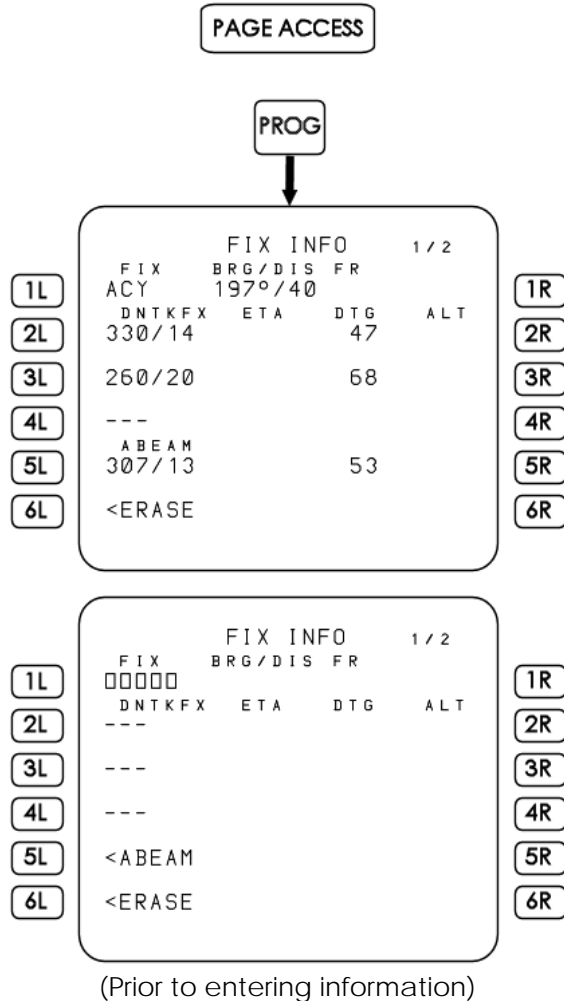 PAGE ACCESS
PROG
FIX INFO 1/2
FIX BRG/DIS FR
1L ACY 197º/40 1R
DNTKFX ETA DTG ALT
2L 330/14 47 2R
3L 260/20 68 3R
4L --- 4R
ABEAM
5L 307/13 53 5R
6L <ERASE 6R
FIX INFO 1/2
FIX BRG/DIS FR
1L ▯▯▯▯▯ 1R
DNTKFX ETA DTG ALT
2L --- 2R
3L --- 3R
4L --- 4R
5L <ABEAM 5R
6L <ERASE 6R
(Prior to entering information)